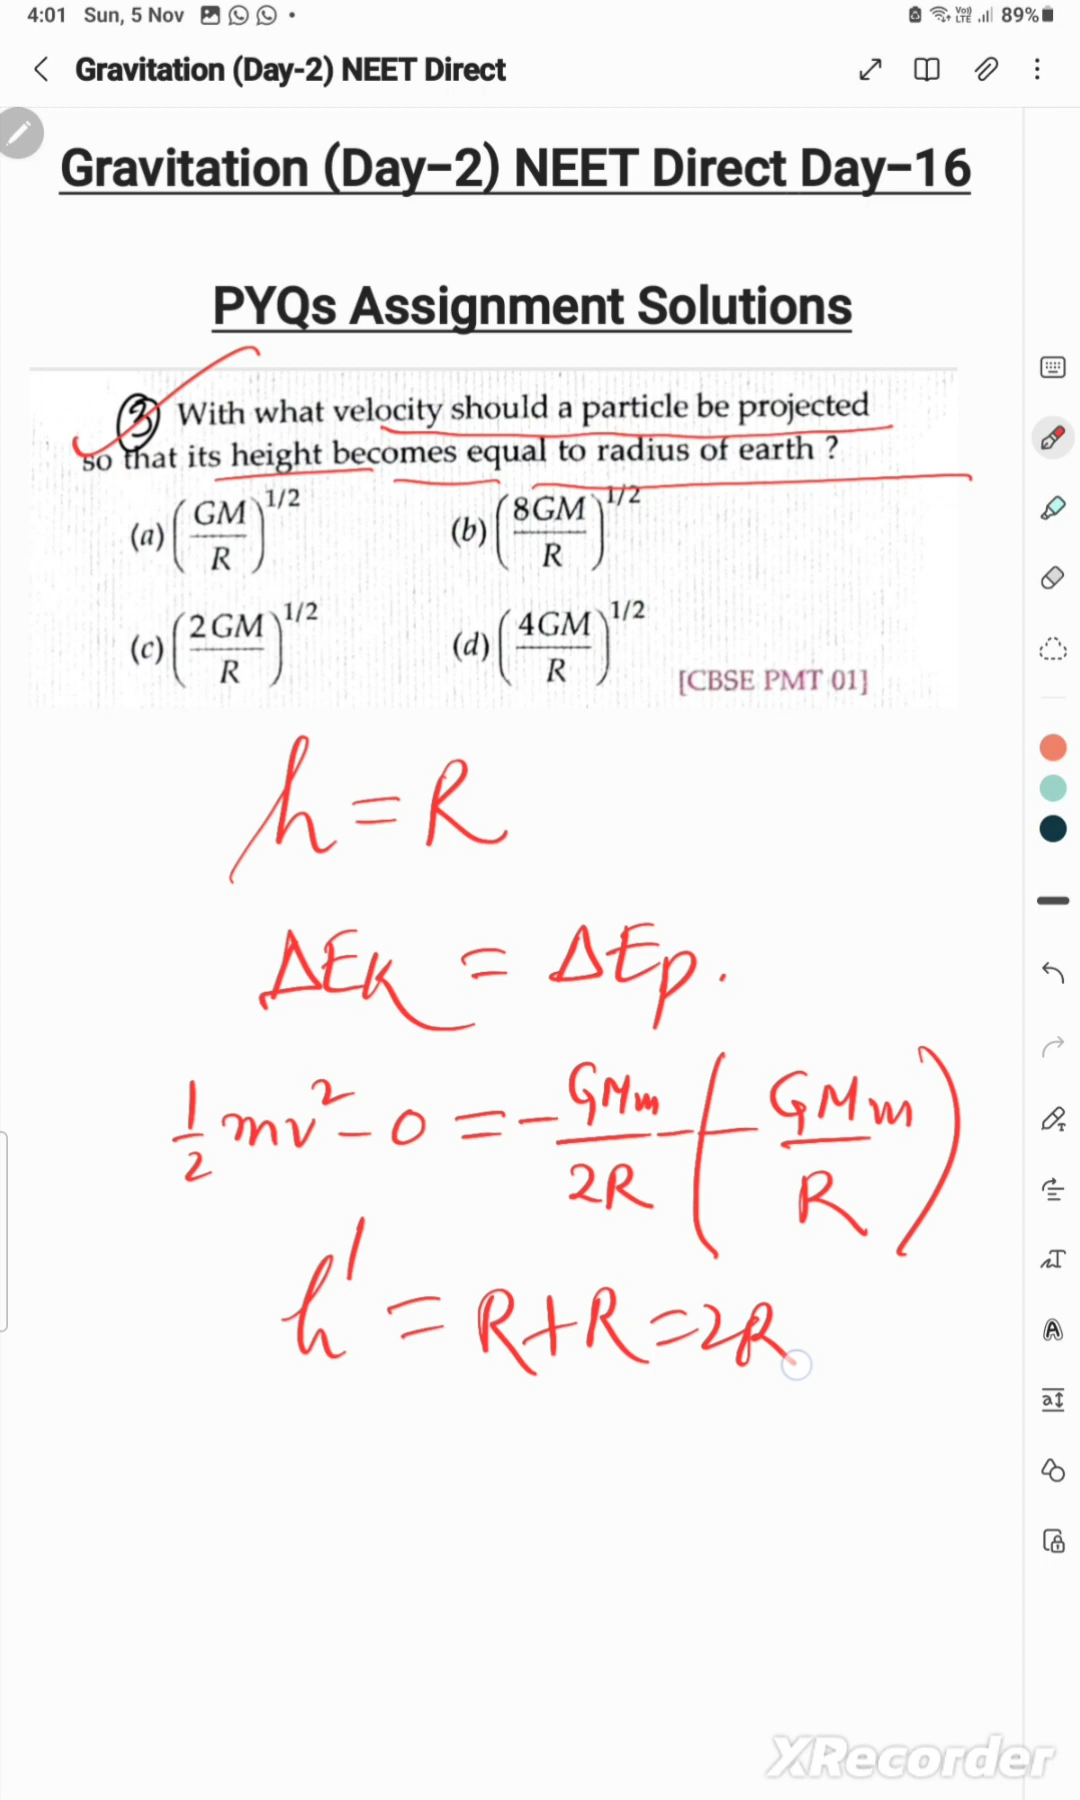 4:01 Sun, 5 Nov 89%
Gravitation (Day-2) NEET Direct
Gravitation (Day-2) NEET Direct Day-16
PYQs Assignment Solutions
3 With what velocity should a particle be projected
so that its height becomes equal to radius of earth ?
(a) (GM/R)^1/2 (b) (8GM/R)^1/2
(c) (2GM/R)^1/2 (d) (4GM/R)^1/2
[CBSE PMT 01]
h = R
ΔEK = ΔEp.
1/2 mv² - 0 = - GMm/2R - (- GMm/R)
h' = R+R=2R
XRecorder